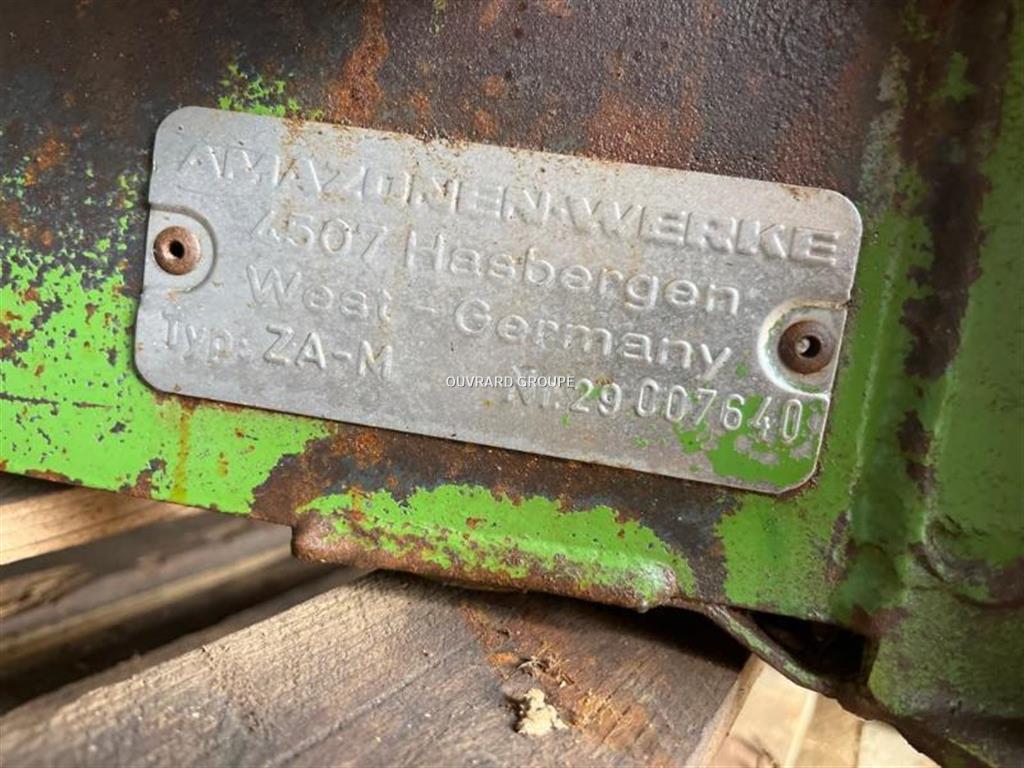 AMAZONEN-WERKE
4507 Hasbergen
West - Germany
Typ: ZA-M
Nr. 29 007640
OUVRARD GROUPE